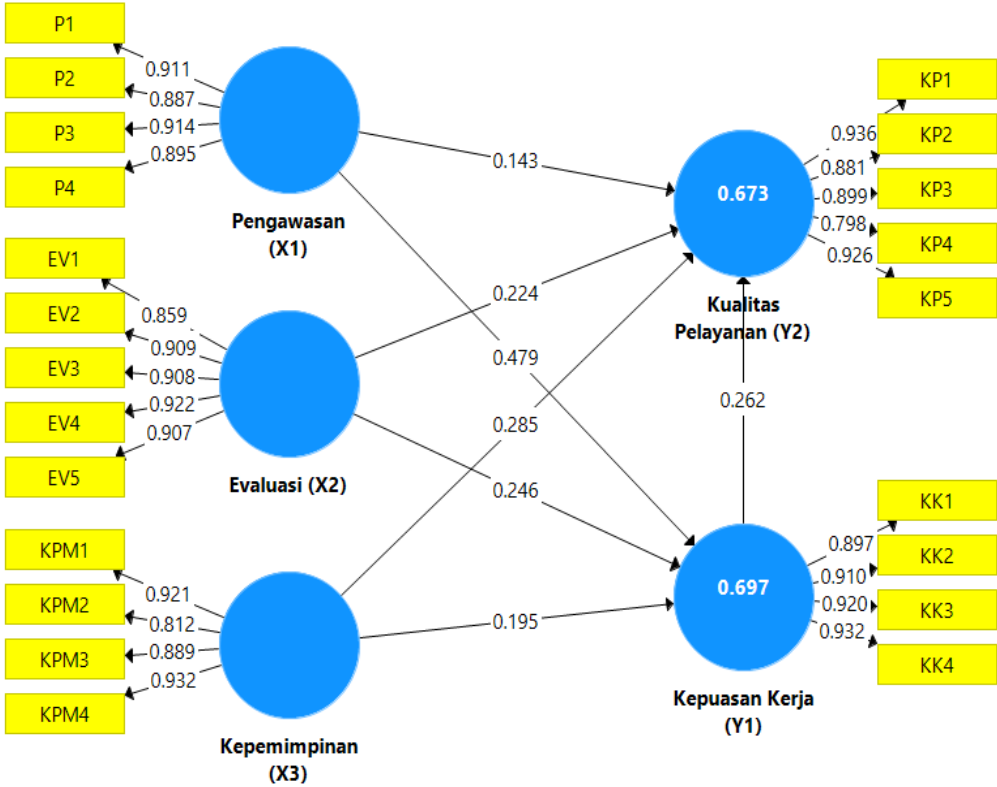 P1
P2
P3
P4
0.911
0.887
0.914
0.895
Pengawasan
(X1)
EV1
EV2
EV3
EV4
EV5
0.859
0.909
0.908
0.922
0.907
Evaluasi (X2)
KPM1
KPM2
KPM3
KPM4
0.921
0.812
0.889
0.932
Kepemimpinan
(X3)
0.143
0.224
0.479
0.285
0.246
0.195
0.673
Kualitas
Pelayanan (Y2)
0.262
0.697
Kepuasan Kerja
(Y1)
0.936
0.881
0.899
0.798
0.926
KP1
KP2
KP3
KP4
KP5
0.897
0.910
0.920
0.932
KK1
KK2
KK3
KK4